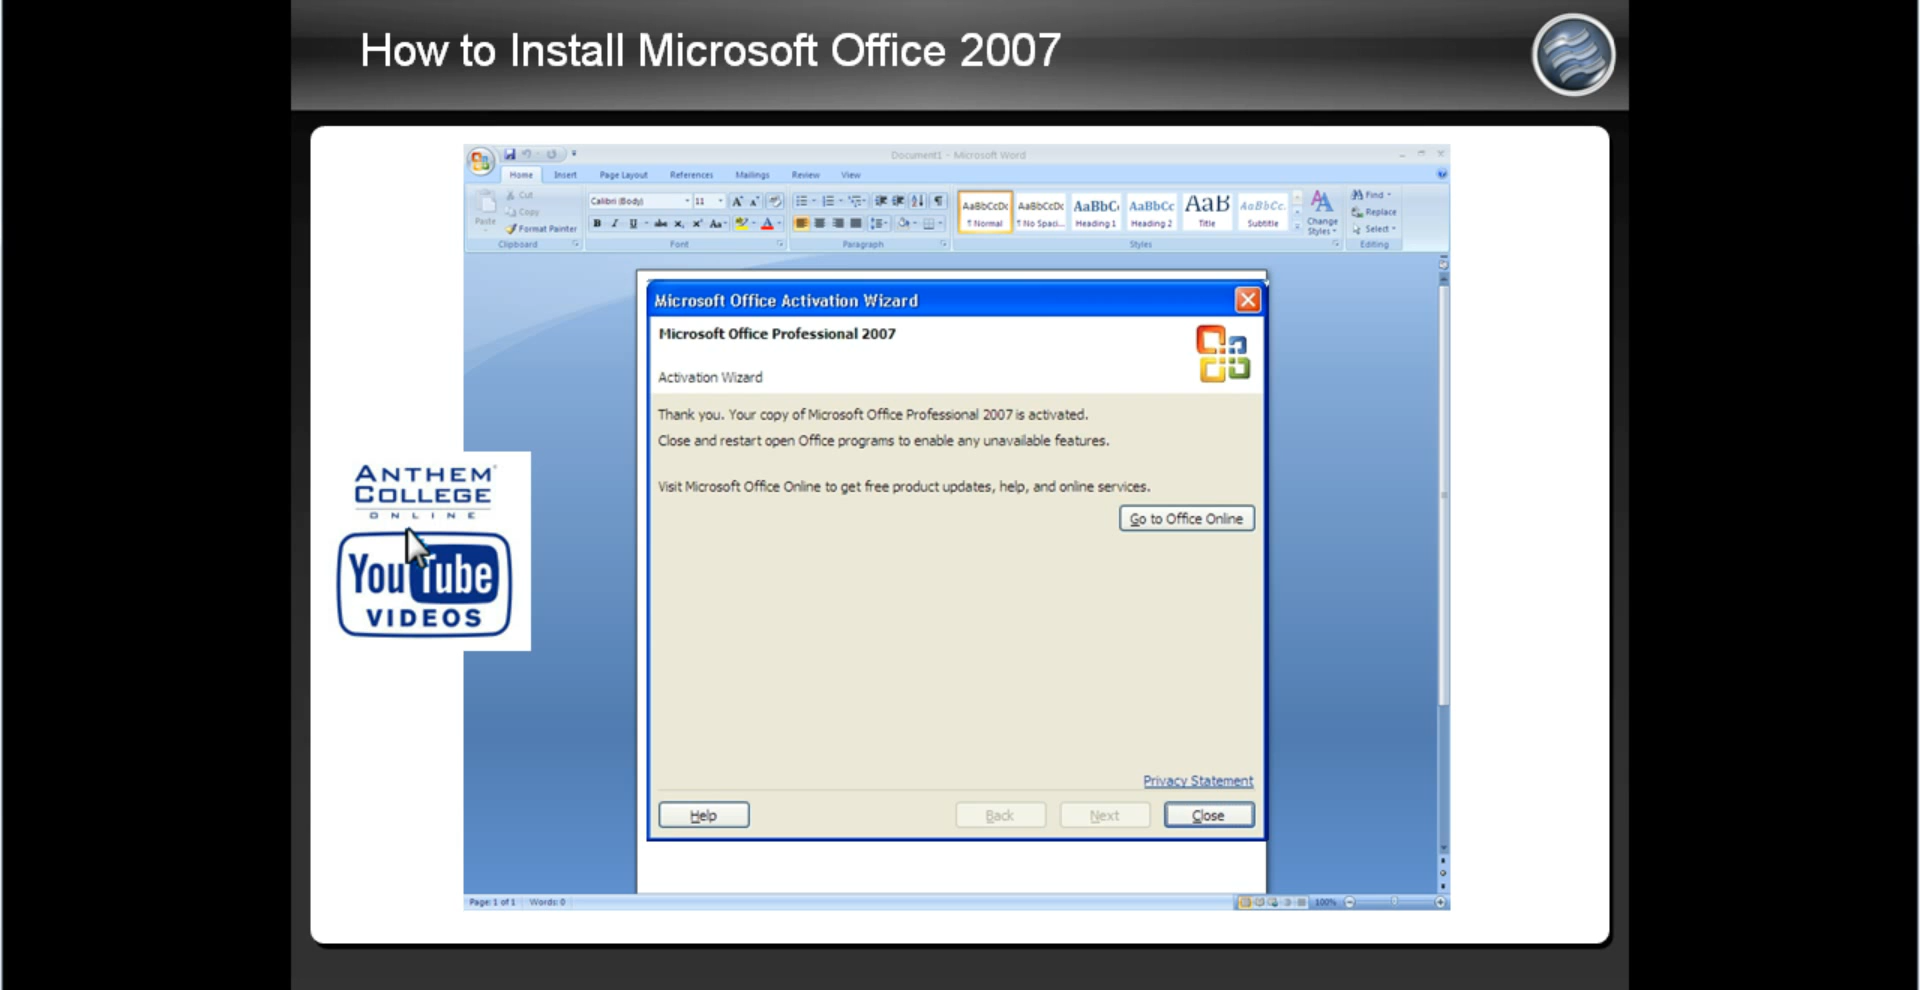 How to Install Microsoft Office 2007
Document1 - Microsoft Word
Home Insert Page Layout References Mailings Review View
Cut
Copy
Paste
Format Painter
Clipboard
Calibri (Body) 11
B I U abc x, x² Aa A
Font
Paragraph
AaBbCcDc AaBbCcDc AaBbC AaBbCc AaB AaBbCc.
¶ Normal ¶ No Spaci... Heading 1 Heading 2 Title Subtitle
Change
Styles
Styles
Find
Replace
Select
Editing
Microsoft Office Activation Wizard
Microsoft Office Professional 2007
Activation Wizard
Thank you. Your copy of Microsoft Office Professional 2007 is activated.
Close and restart open Office programs to enable any unavailable features.
Visit Microsoft Office Online to get free product updates, help, and online services.
Go to Office Online
Privacy Statement
Help Back Next Close
ANTHEM
COLLEGE
ONLINE
YouTube
VIDEOS
Page: 1 of 1 Words: 0 100%